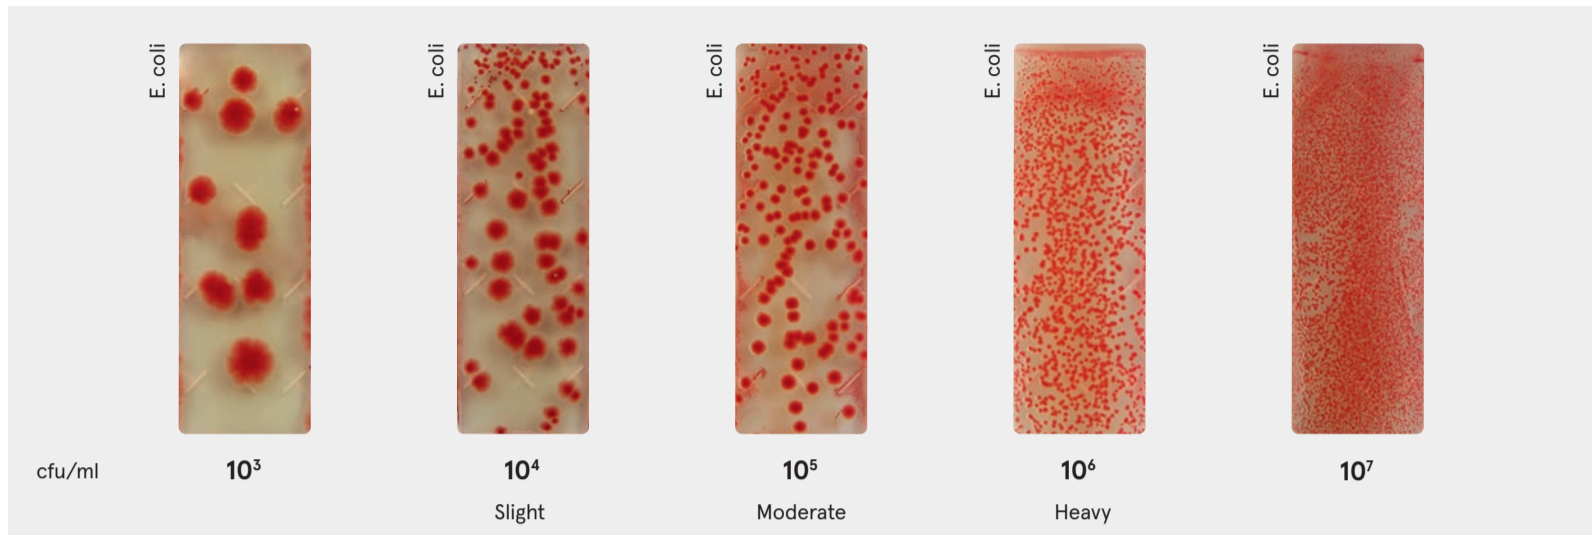 E. coli
E. coli
E. coli
E. coli
E. coli
cfu/ml 10³ 10⁴ 10⁵ 10⁶ 10⁷
Slight Moderate Heavy